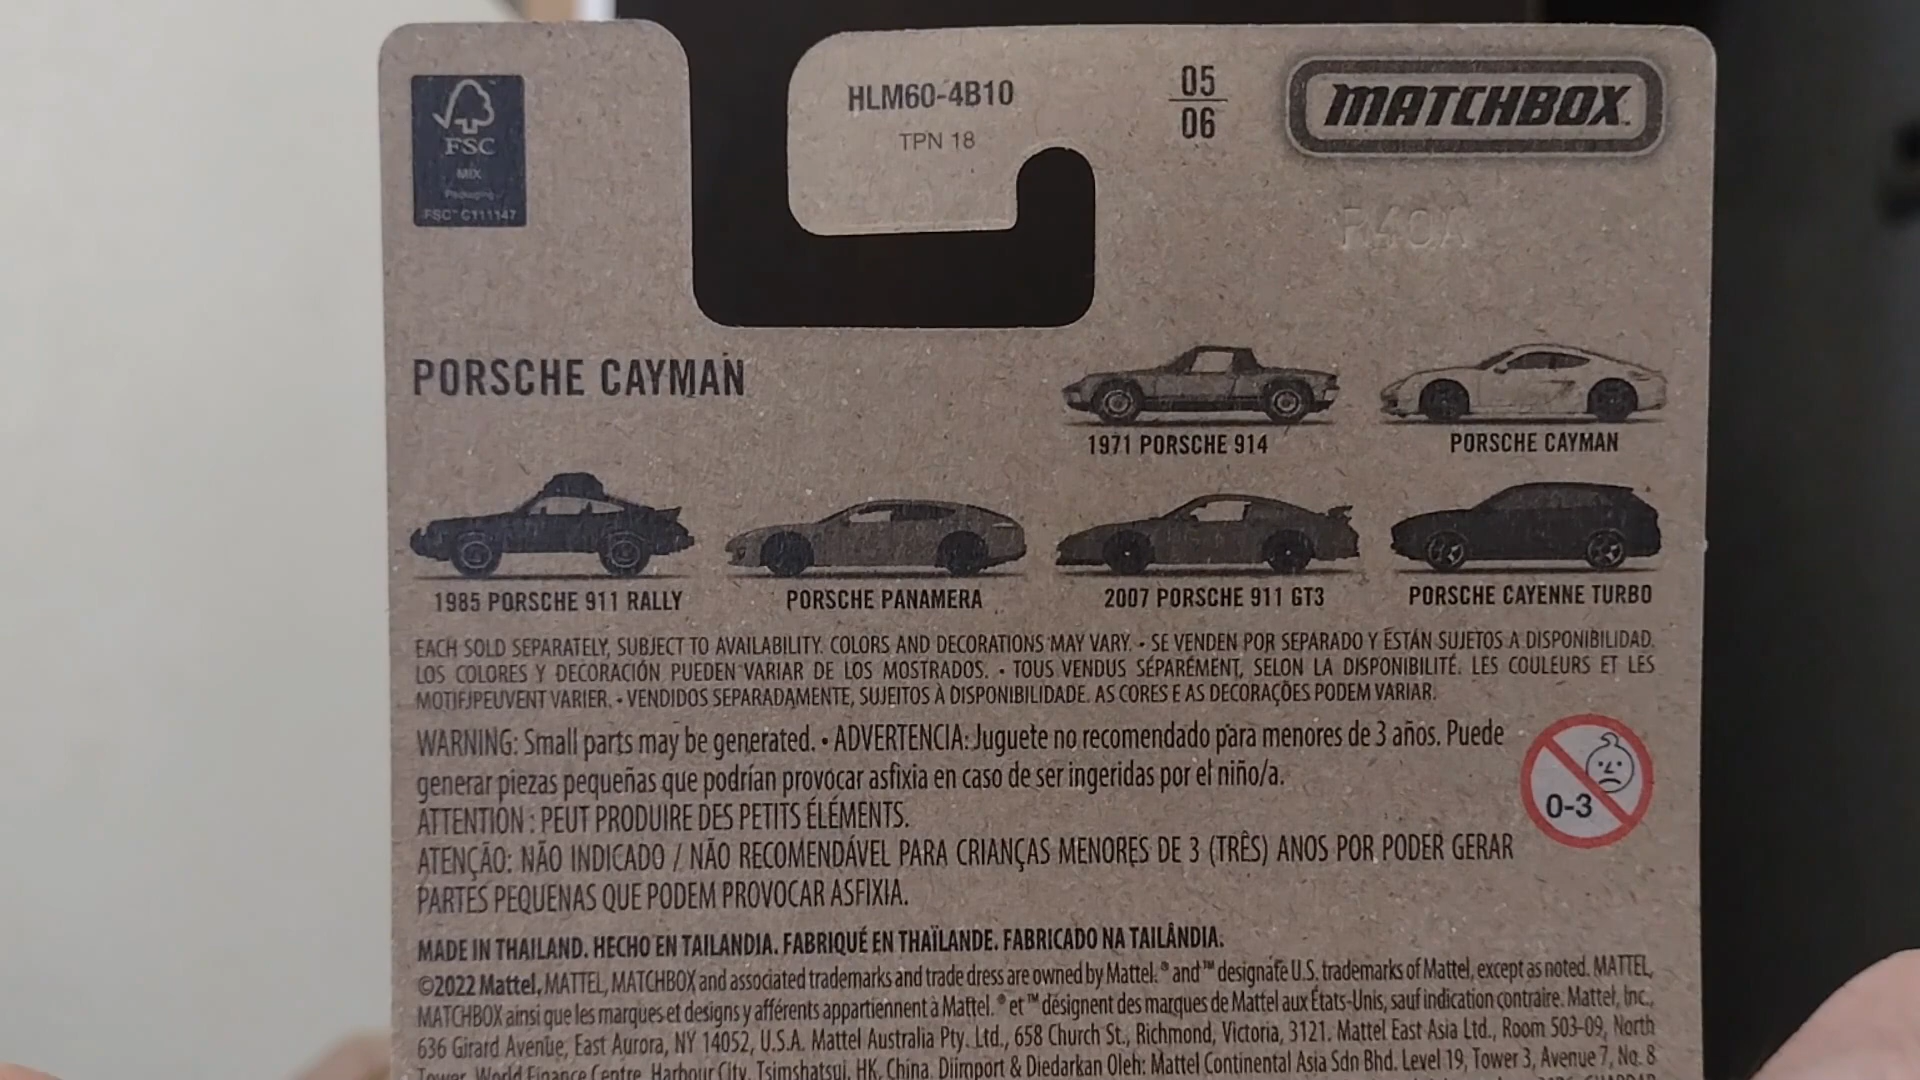 FSC
MIX
Packaging
FSC™ C111147
HLM60-4B10
TPN 18
05
06
MATCHBOX
PORSCHE CAYMAN
1971 PORSCHE 914
PORSCHE CAYMAN
1985 PORSCHE 911 RALLY
PORSCHE PANAMERA
2007 PORSCHE 911 GT3
PORSCHE CAYENNE TURBO
EACH SOLD SEPARATELY, SUBJECT TO AVAILABILITY. COLORS AND DECORATIONS MAY VARY. • SE VENDEN POR SEPARADO Y ESTÁN SUJETOS A DISPONIBILIDAD.
LOS COLORES Y DECORACIÓN PUEDEN VARIAR DE LOS MOSTRADOS. • TOUS VENDUS SÉPARÉMENT, SELON LA DISPONIBILITÉ. LES COULEURS ET LES
PEUVENT VARIER. • VENDIDOS SEPARADAMENTE, SUJEITOS À DISPONIBILIDADE. AS CORES E AS DECORAÇÕES PODEM VARIAR.
WARNING: Small parts may be generated. • ADVERTENCIA: Juguete no recomendado para menores de 3 años. Puede
generar piezas pequeñas que podrían provocar asfixia en caso de ser ingeridas por el niño/a.
ATTENTION : PEUT PRODUIRE DES PETITS ÉLÉMENTS.
ATENÇÃO: NÃO INDICADO / NÃO RECOMENDÁVEL PARA CRIANÇAS MENORES DE 3 (TRÊS) ANOS POR PODER GERAR
PARTES PEQUENAS QUE PODEM PROVOCAR ASFIXIA.
0-3
MADE IN THAILAND. HECHO EN TAILANDIA. FABRIQUÉ EN THAÏLANDE. FABRICADO NA TAILÂNDIA.
©2022 Mattel. MATTEL, MATCHBOX and associated trademarks and trade dress are owned by Mattel. ® and ™ designate U.S. trademarks of Mattel, except as noted. MATTEL,
MATCHBOX ainsi que les marques et designs y afférents appartiennent à Mattel. ® et ™ désignent des marques de Mattel aux États-Unis, sauf indication contraire. Mattel, Inc.,
636 Girard Avenue, East Aurora, NY 14052, U.S.A. Mattel Australia Pty. Ltd., 658 Church St., Richmond, Victoria, 3121. Mattel East Asia Ltd., Room 503-09, North
Tower, World Finance Centre, Harbour City, Tsimshatsui, HK, China. Diimport & Diedarkan Oleh: Mattel Continental Asia Sdn Bhd. Level 19, Tower 3, Avenue 7, No. 8